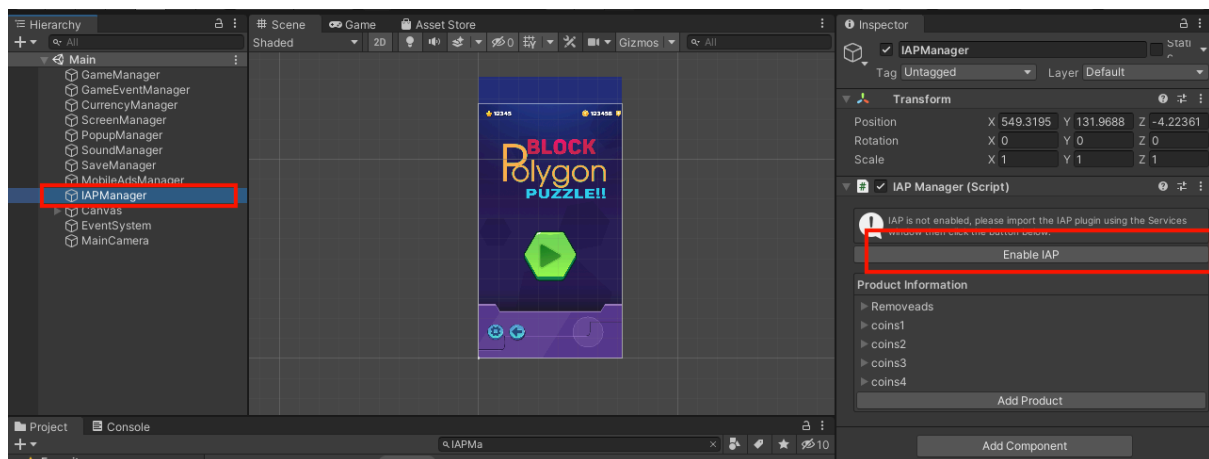 Hierarchy
All
Main
GameManager
GameEventManager
CurrencyManager
ScreenManager
PopupManager
SoundManager
SaveManager
MobileAdsManager
IAPManager
Canvas
EventSystem
MainCamera
Scene Game Asset Store
Shaded 2D 0 Gizmos All
12345 123456
BLOCK
Polygon
PUZZLE!!
Project Console
IAPMa 10
Inspector
IAPManager Stati
Tag Untagged Layer Default
Transform
Position X 549.3195 Y 131.9688 Z -4.22361
Rotation X 0 Y 0 Z 0
Scale X 1 Y 1 Z 1
IAP Manager (Script)
IAP is not enabled, please import the IAP plugin using the Services
window then click the button below.
Enable IAP
Product Information
Removeads
coins1
coins2
coins3
coins4
Add Product
Add Component